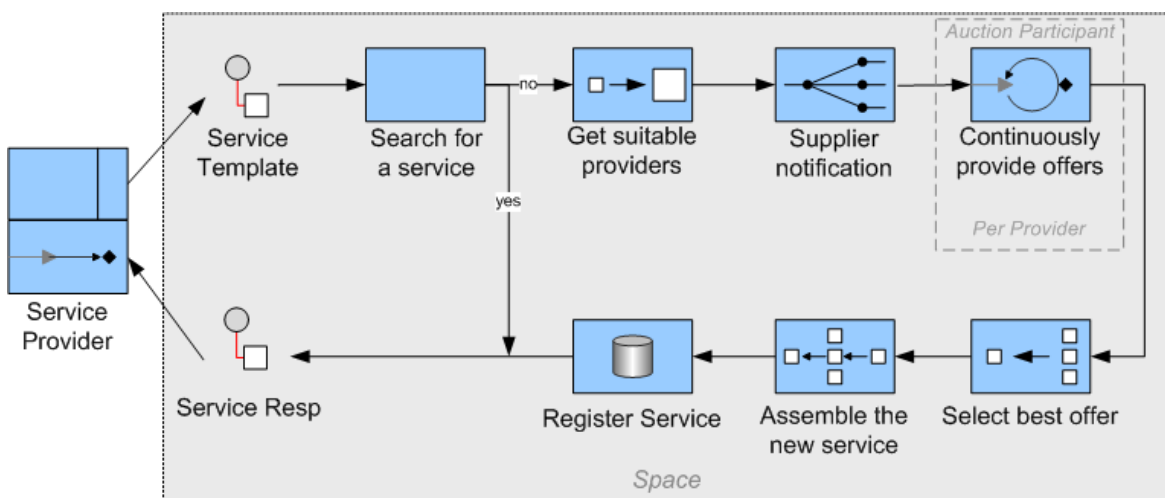 Auction Participant
no
Service
Template
Search for
a service
Get suitable
providers
Supplier
notification
Continuously
provide offers
yes
Per Provider
Service
Provider
Service Resp
Register Service
Assemble the
new service
Select best offer
Space